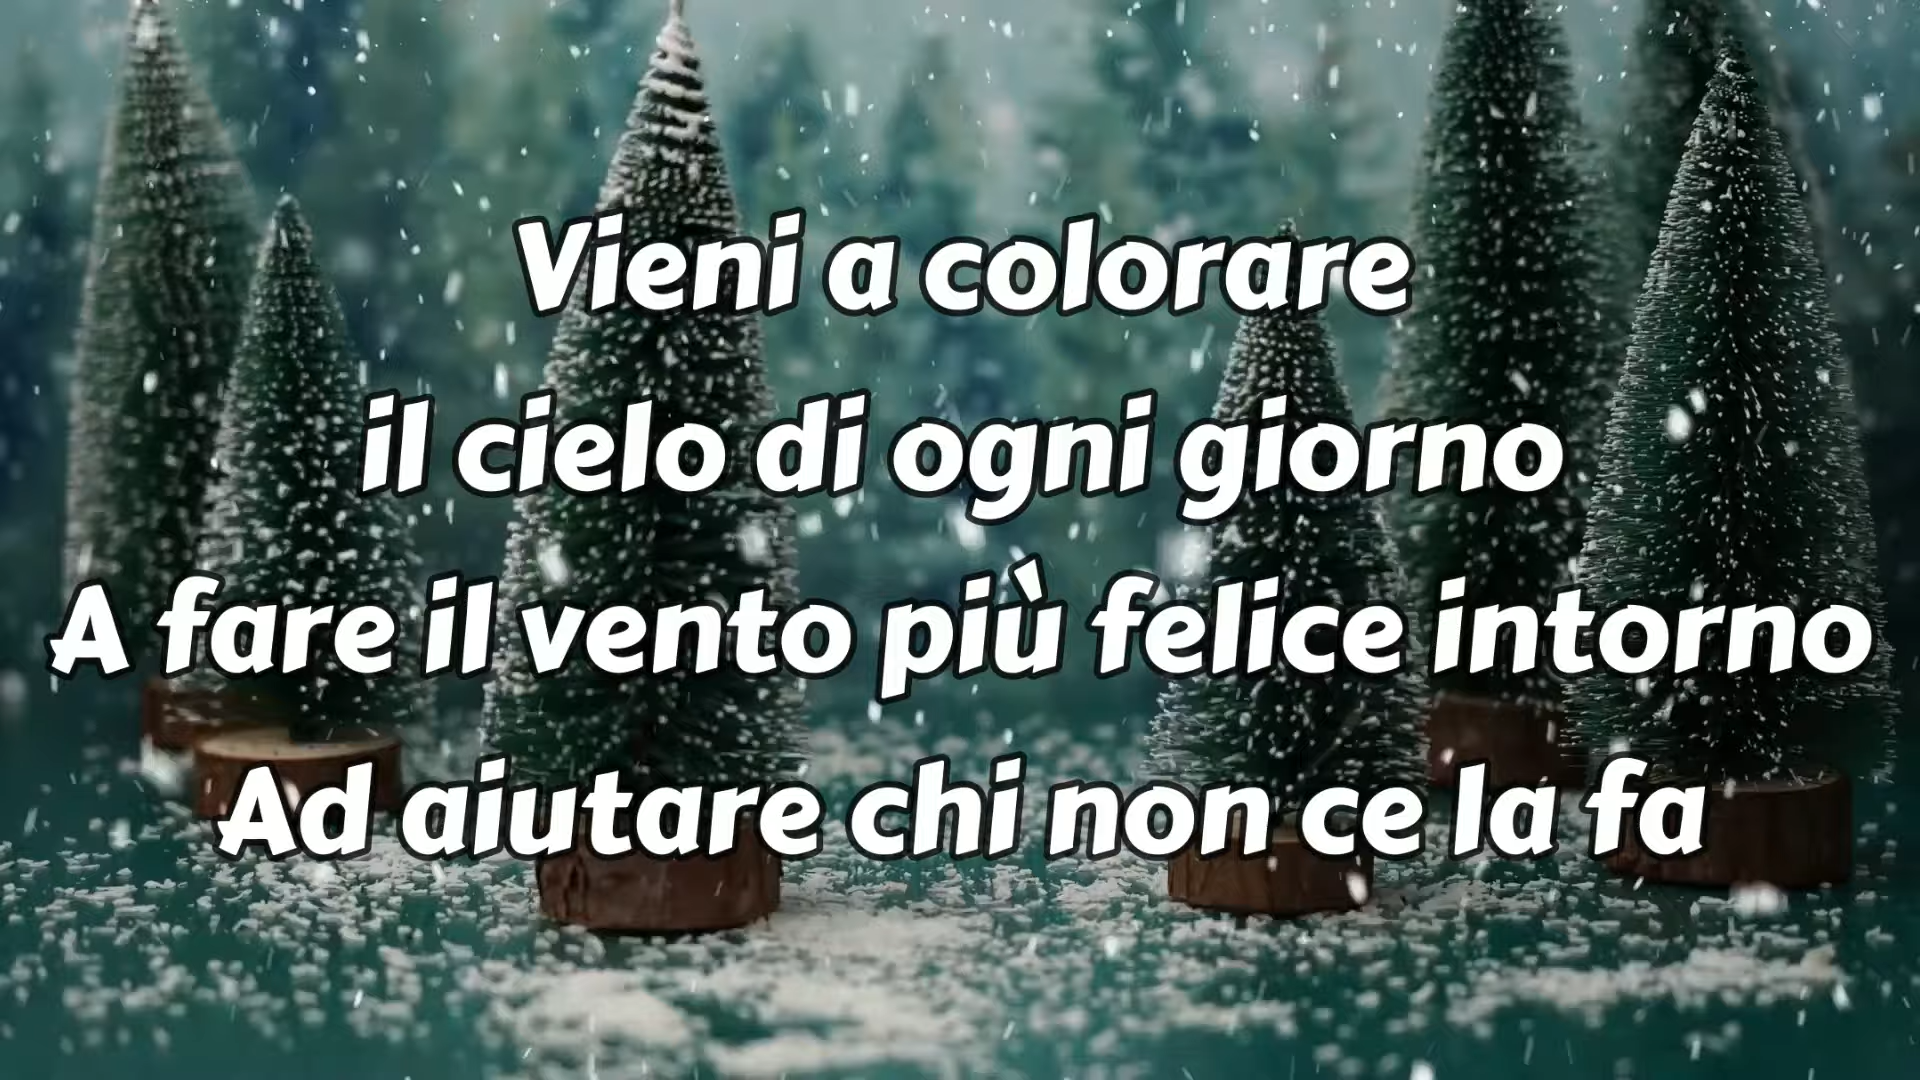 Vieni a colorare
il cielo di ogni giorno
A fare il vento più felice intorno
Ad aiutare chi non ce la fa